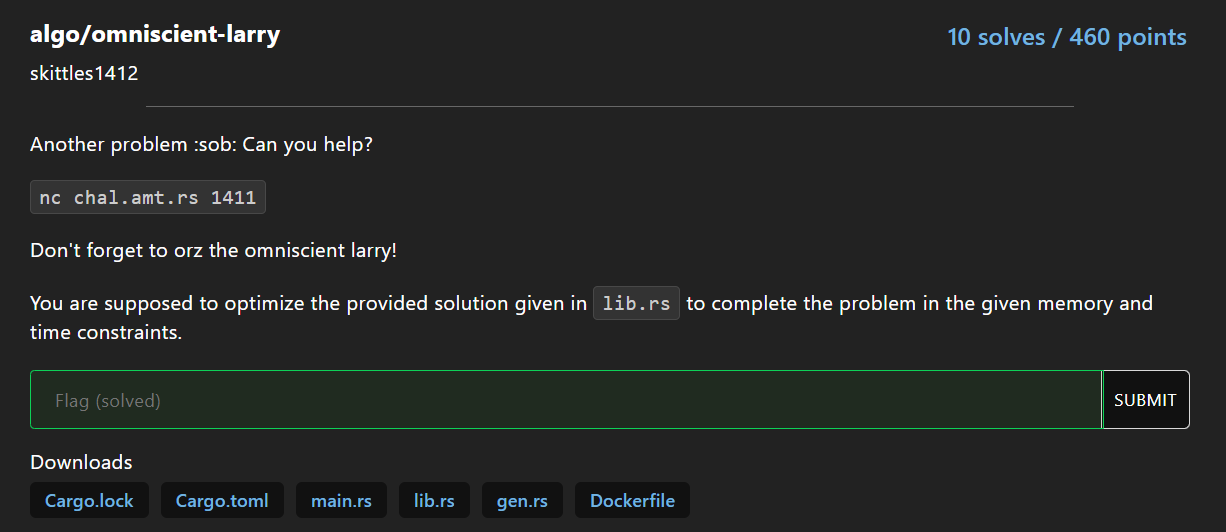 algo/omniscient-larry
10 solves / 460 points
skittles1412
Another problem :sob: Can you help?
nc chal.amt.rs 1411
Don't forget to orz the omniscient larry!
You are supposed to optimize the provided solution given in lib.rs to complete the problem in the given memory and
time constraints.
Flag (solved)
SUBMIT
Downloads
Cargo.lock Cargo.toml main.rs lib.rs gen.rs Dockerfile